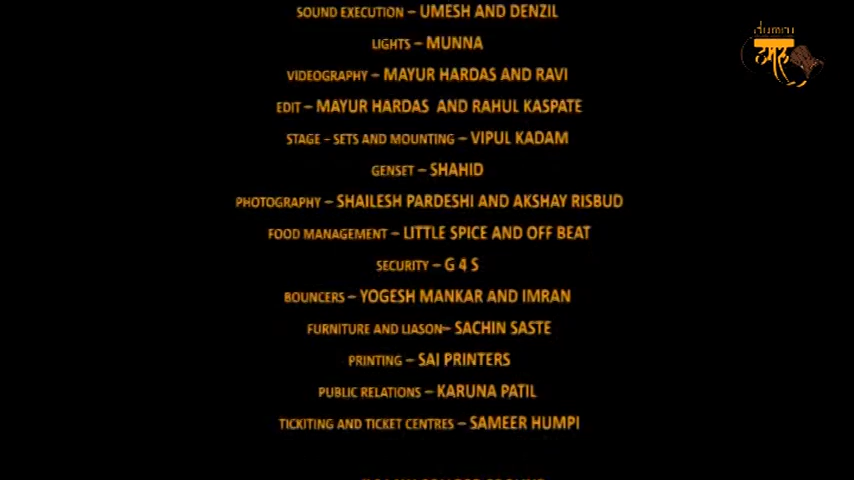 SOUND EXECUTION – UMESH AND DENZIL
LIGHTS – MUNNA
VIDEOGRAPHY – MAYUR HARDAS AND RAVI
EDIT – MAYUR HARDAS AND RAHUL KASPATE
STAGE – SETS AND MOUNTING – VIPUL KADAM
GENSET – SHAHID
PHOTOGRAPHY – SHAILESH PARDESHI AND AKSHAY RISBUD
FOOD MANAGEMENT – LITTLE SPICE AND OFF BEAT
SECURITY – G 4 S
BOUNCERS – YOGESH MANKAR AND IMRAN
FURNITURE AND LIASON– SACHIN SASTE
PRINTING – SAI PRINTERS
PUBLIC RELATIONS – KARUNA PATIL
TICKITING AND TICKET CENTRES – SAMEER HUMPI